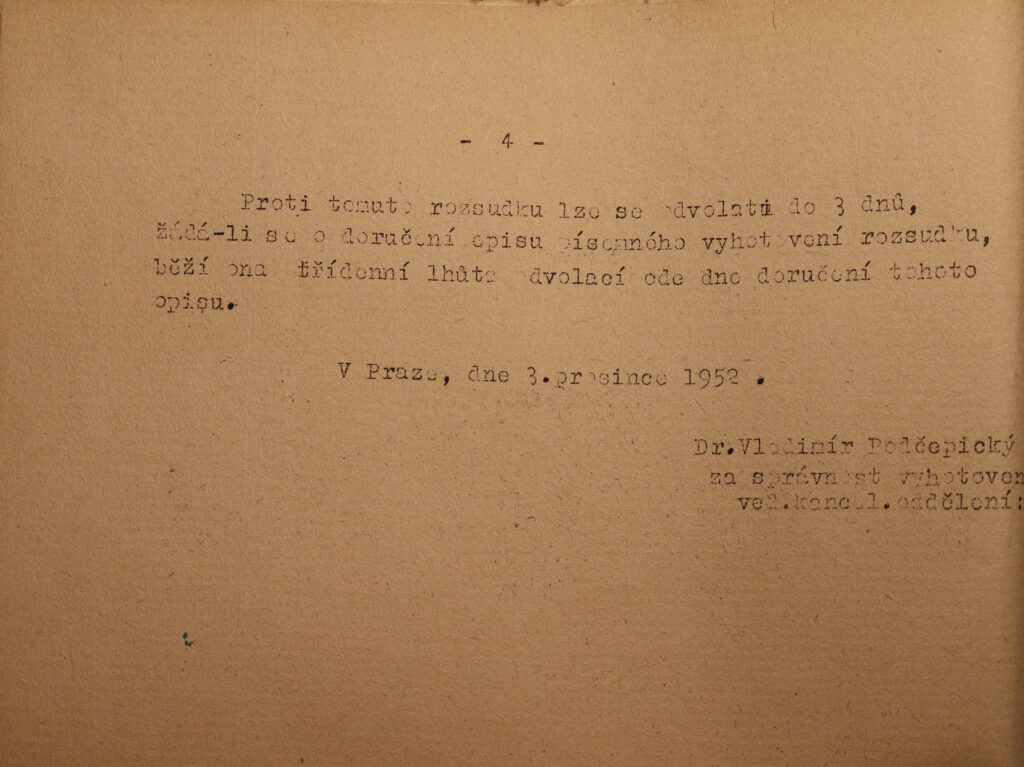 - 4 -
Proti tomuto rozsudku lze se odvolati do 3 dnů,
žádá-li se o doručení opisu písemného vyhotovení rozsudku,
běží ona třídenní lhůta odvolací ode dne doručení tohoto
opisu.
V Praze, dne 3.prosince 1952 .
Dr.Vladimír Podčepický
za správnost vyhotoven
ved.kancel.oddělení: